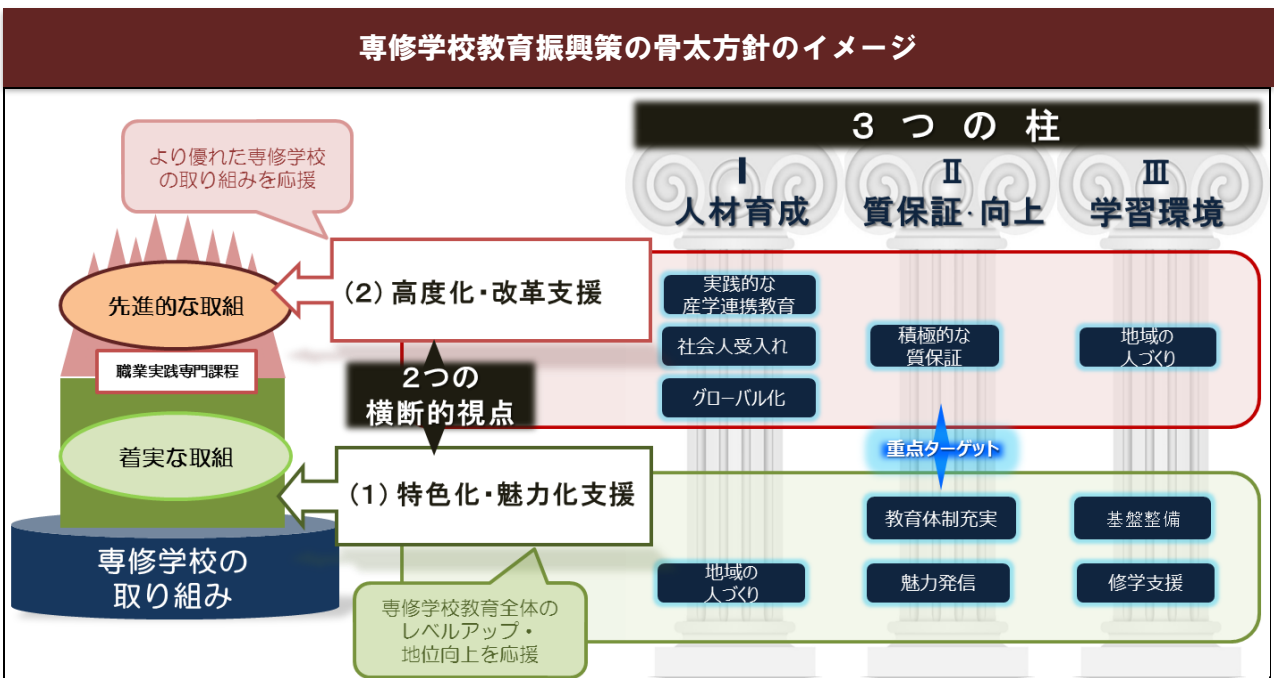 専修学校教育振興策の骨太方針のイメージ
３つの柱
より優れた専修学校
の取り組みを応援
Ⅰ
人材育成
Ⅱ
質保証・向上
Ⅲ
学習環境
先進的な取組
(２)高度化・改革支援
実践的な
産学連携教育
社会人受入れ
グローバル化
積極的な
質保証
地域の
人づくり
職業実践専門課程
２つの
横断的視点
重点ターゲット
着実な取組
(１)特色化・魅力化支援
教育体制充実
基盤整備
地域の
人づくり
魅力発信
修学支援
専修学校の
取り組み
専修学校教育全体の
レベルアップ・
地位向上を応援